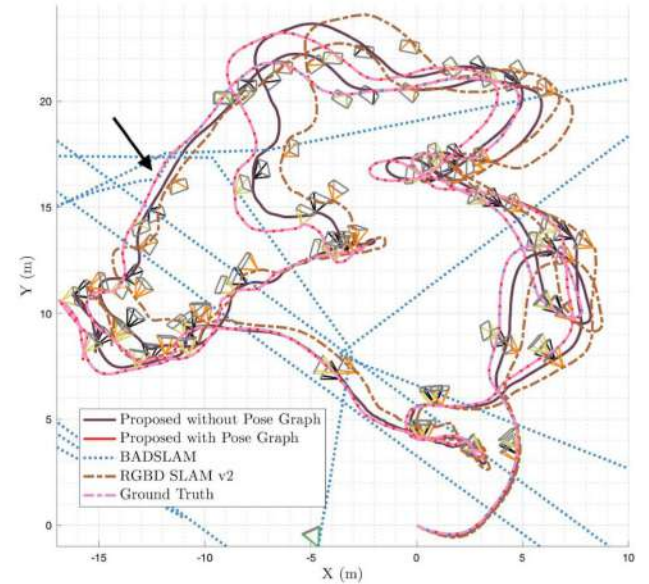 20
15
10
5
0
Y (m)
Proposed without Pose Graph
Proposed with Pose Graph
BADSLAM
RGBD SLAM v2
Ground Truth
-15 -10 -5 0 5 10
X (m)